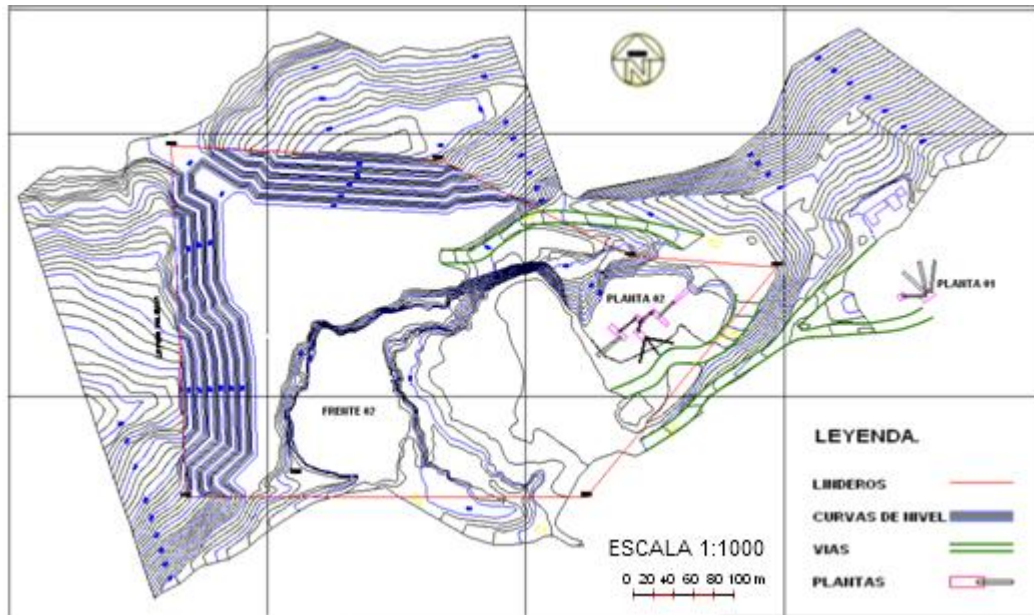 N
PLANTA 02
PLANTA 01
FRENTE 02
LEYENDA.
LINDEROS
CURVAS DE NIVEL
VIAS
PLANTAS
ESCALA 1:1000
0 20 40 60 80 100 m